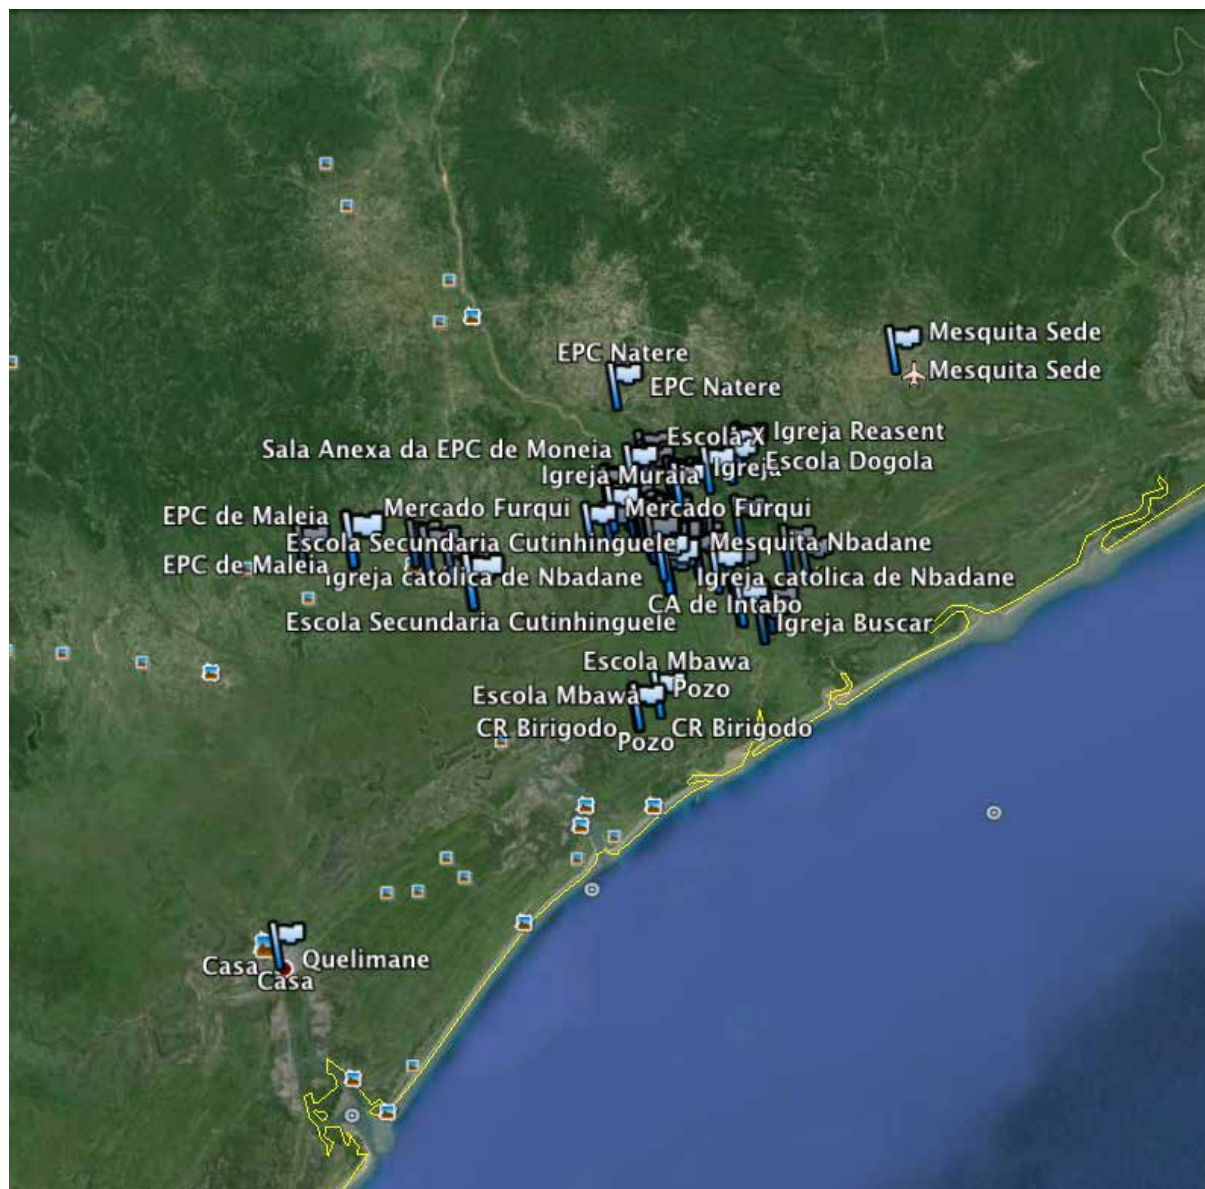 Mesquita Sede
EPC Natere
Mesquita Sede
EPC Natere
Igreja Reasent
Escola X
Sala Anexa da EPC de Moneia
Escola Dogola
Igreja
Igreja Muraia
Mercado Furqui
Mercado Furqui
EPC de Maleia
Escola Secundaria Cutinhinguele
Mesquita Nbadane
EPC de Maleia
Igreja catolica de Nbadane
Igreja catolica de Nbadane
CA de Intabo
Escola Secundaria Cutinhinguele
Igreja Buscar
Escola Mbawa
Pozo
Escola Mbawa
CR Birigodo
CR Birigodo
Pozo
Quelimane
Casa
Casa